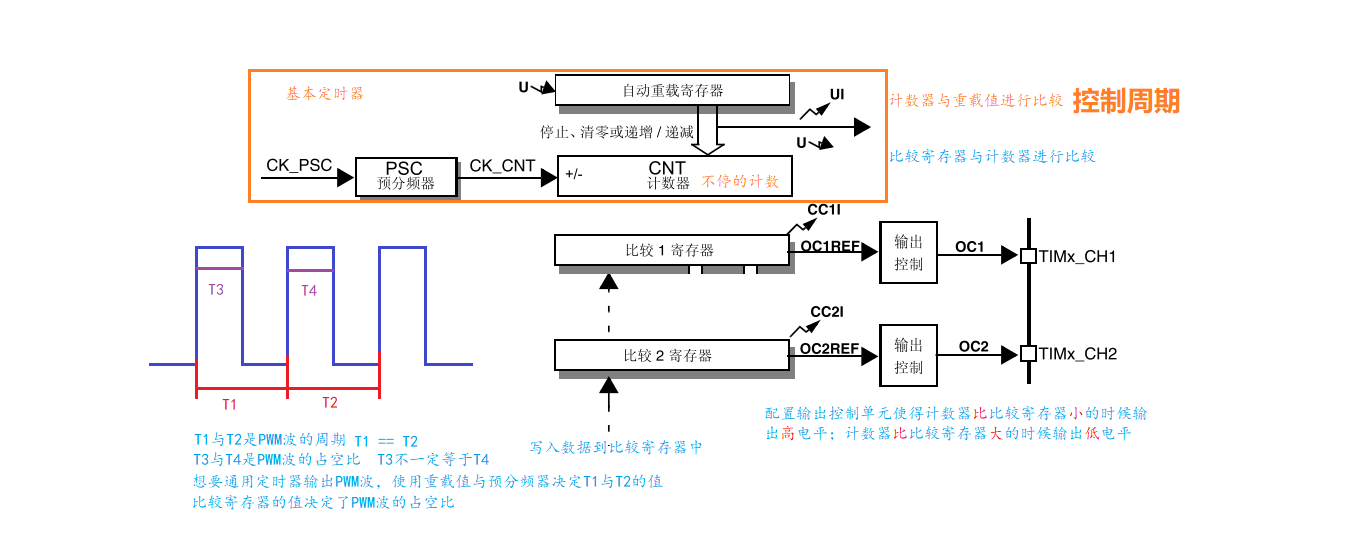 基本定时器
U
自动重载寄存器
UI
计数器与重载值进行比较 控制周期
停止、清零或递增 / 递减
U
比较寄存器与计数器进行比较
CK_PSC
PSC
预分频器
CK_CNT
+/-
CNT
计数器 不停的计数
CC1I
比较 1 寄存器
OC1REF
输出
控制
OC1
TIMx_CH1
T3
T4
CC2I
比较 2 寄存器
OC2REF
输出
控制
OC2
TIMx_CH2
T1
T2
配置输出控制单元使得计数器比比较寄存器小的时候输
出高电平；计数器比比较寄存器大的时候输出低电平
写入数据到比较寄存器中
T1与T2是PWM波的周期 T1 == T2
T3与T4是PWM波的占空比 T3不一定等于T4
想要通用定时器输出PWM波，使用重载值与预分频器决定T1与T2的值
比较寄存器的值决定了PWM波的占空比